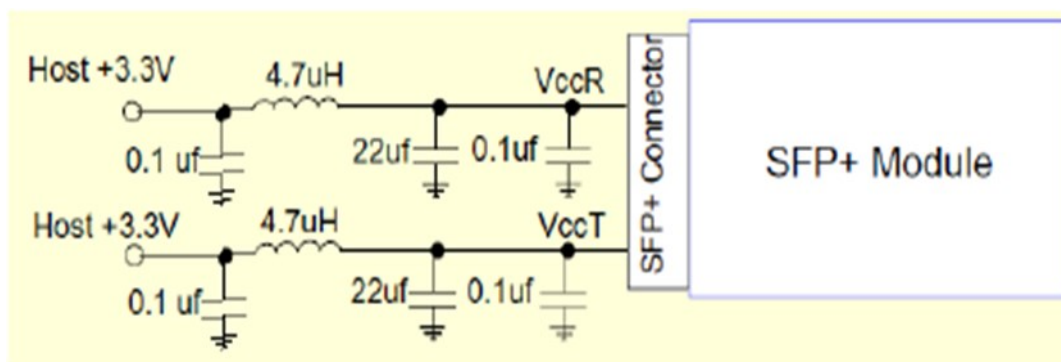 Host +3.3V
4.7uH
VccR
0.1 uf
22uf
0.1uf
Host +3.3V
4.7uH
VccT
0.1 uf
22uf
0.1uf
SFP+ Connector
SFP+ Module